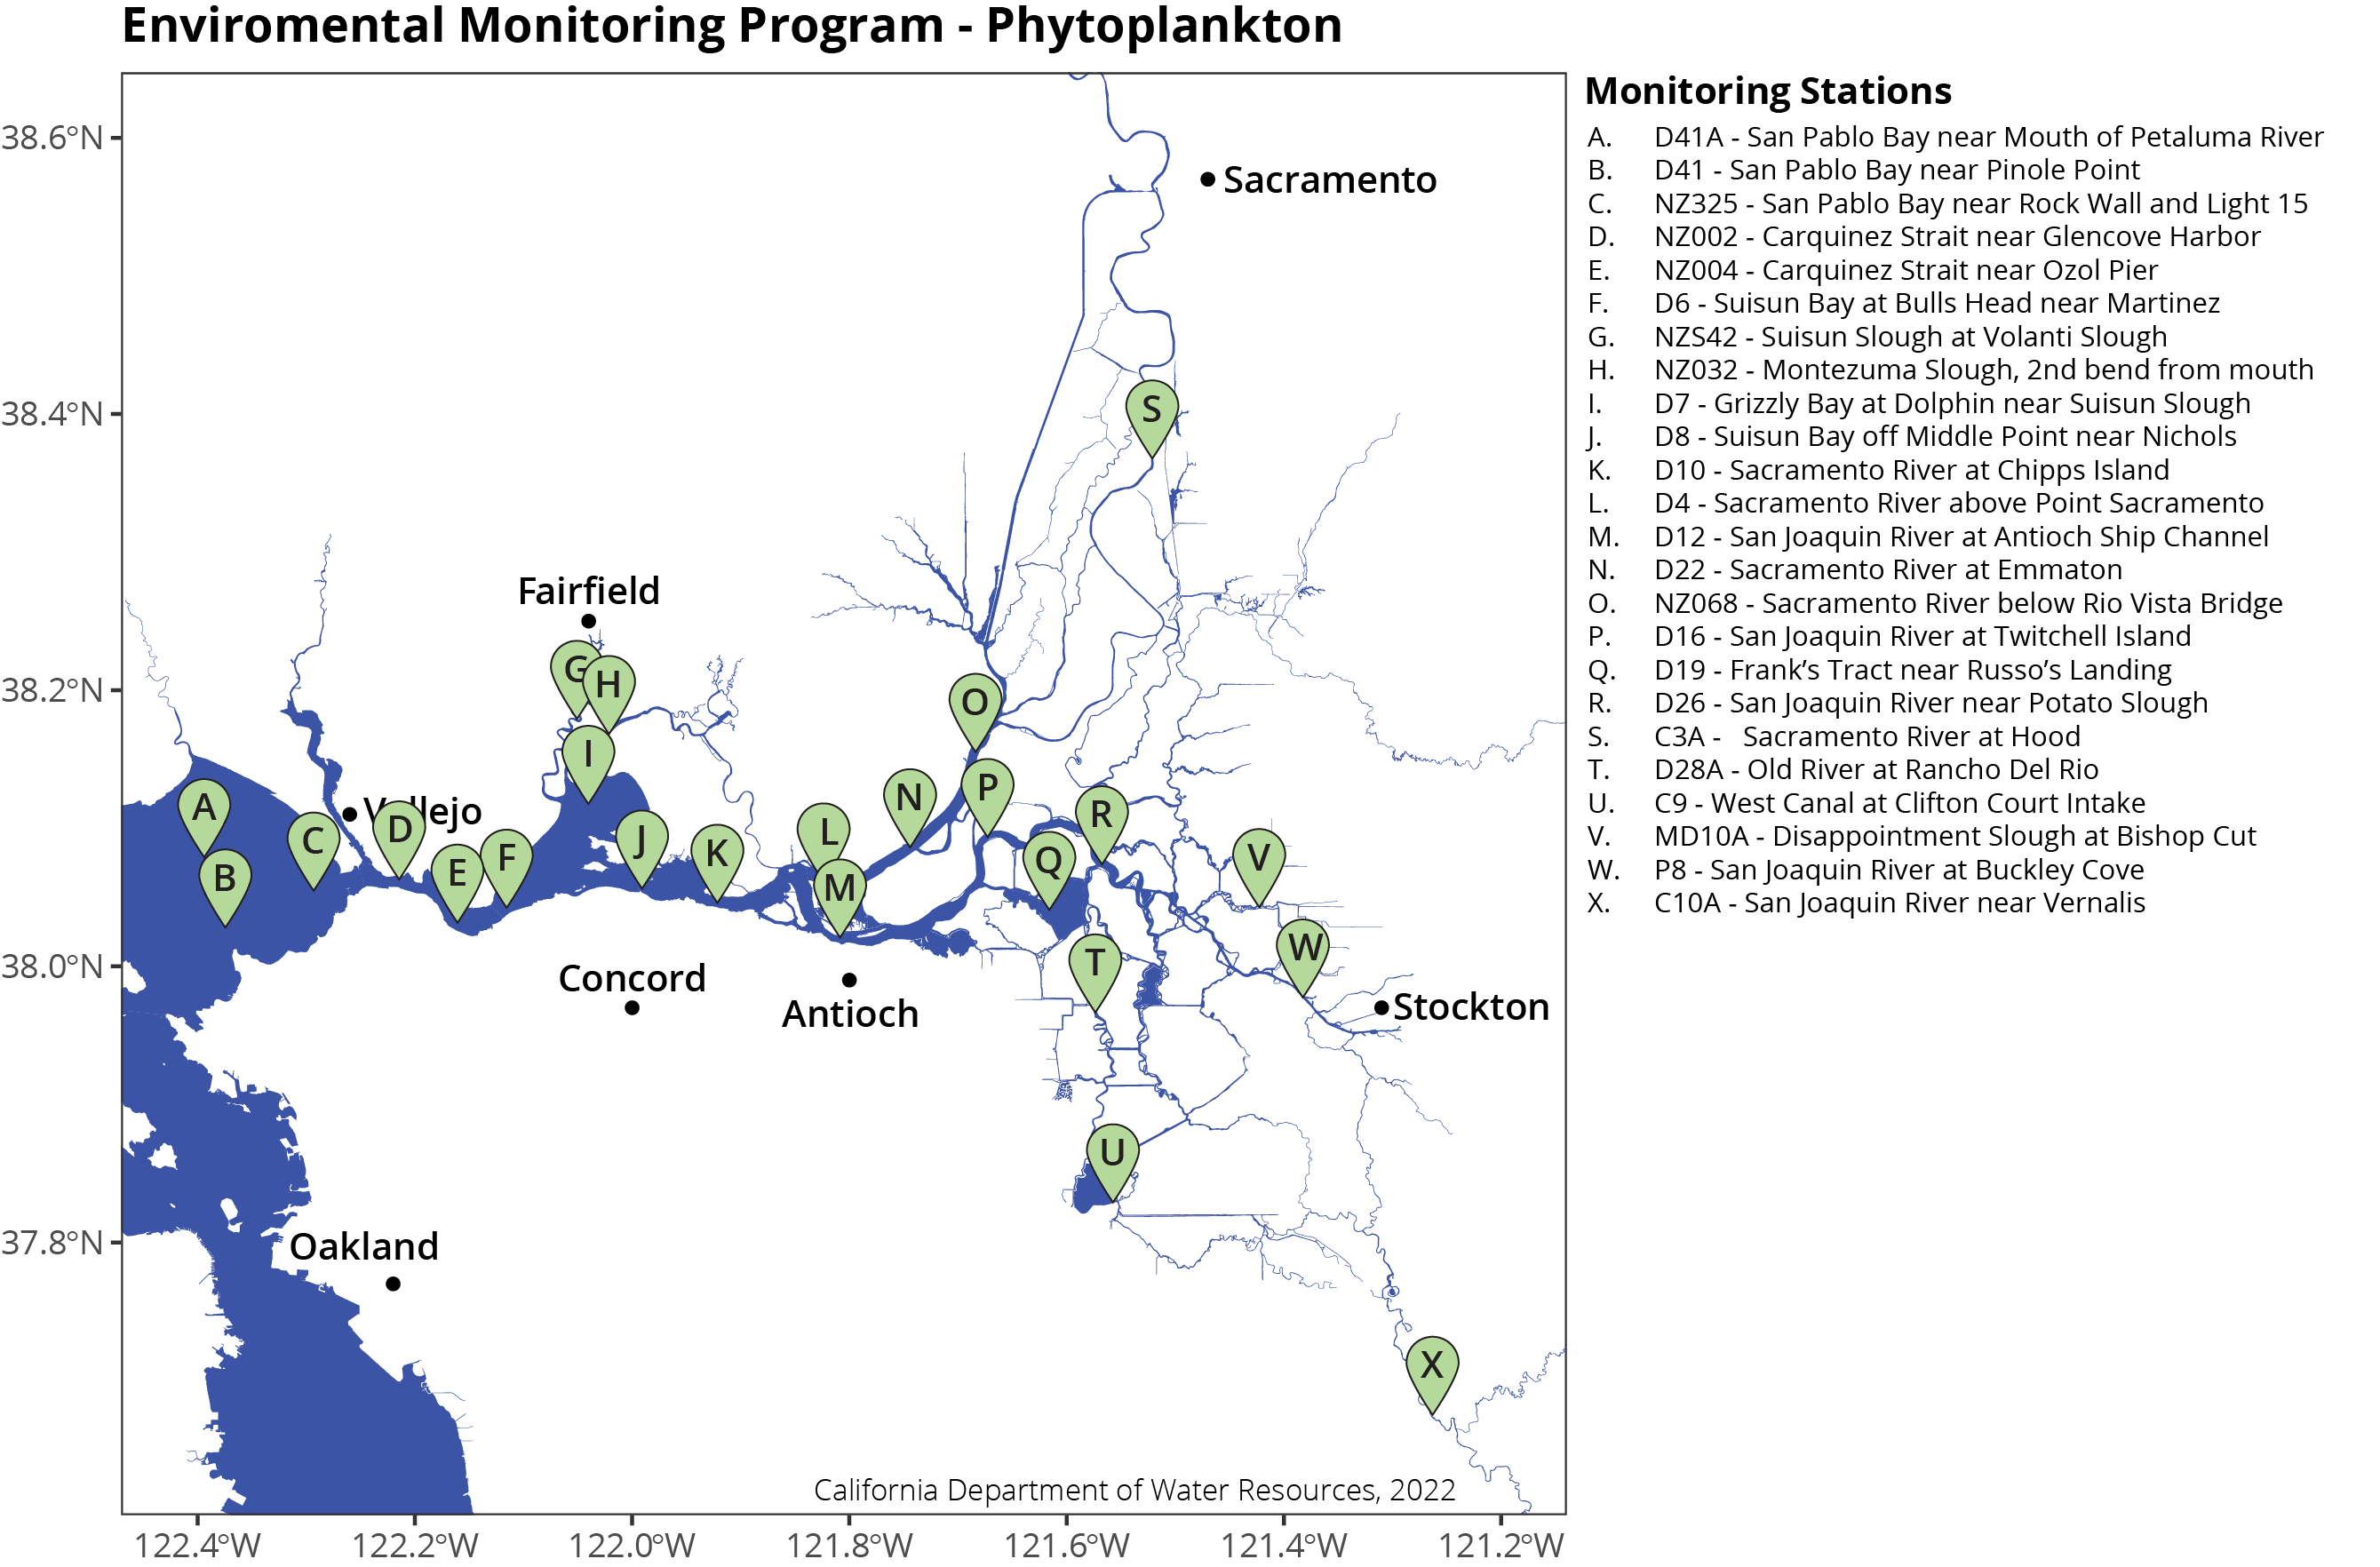 Enviromental Monitoring Program - Phytoplankton
Monitoring Stations
A. D41A - San Pablo Bay near Mouth of Petaluma River
B. D41 - San Pablo Bay near Pinole Point
C. NZ325 - San Pablo Bay near Rock Wall and Light 15
D. NZ002 - Carquinez Strait near Glencove Harbor
E. NZ004 - Carquinez Strait near Ozol Pier
F. D6 - Suisun Bay at Bulls Head near Martinez
G. NZS42 - Suisun Slough at Volanti Slough
H. NZ032 - Montezuma Slough, 2nd bend from mouth
I. D7 - Grizzly Bay at Dolphin near Suisun Slough
J. D8 - Suisun Bay off Middle Point near Nichols
K. D10 - Sacramento River at Chipps Island
L. D4 - Sacramento River above Point Sacramento
M. D12 - San Joaquin River at Antioch Ship Channel
N. D22 - Sacramento River at Emmaton
O. NZ068 - Sacramento River below Rio Vista Bridge
P. D16 - San Joaquin River at Twitchell Island
Q. D19 - Frank’s Tract near Russo’s Landing
R. D26 - San Joaquin River near Potato Slough
S. C3A - Sacramento River at Hood
T. D28A - Old River at Rancho Del Rio
U. C9 - West Canal at Clifton Court Intake
V. MD10A - Disappointment Slough at Bishop Cut
W. P8 - San Joaquin River at Buckley Cove
X. C10A - San Joaquin River near Vernalis
38.6°N
38.4°N
38.2°N
38.0°N
37.8°N
Sacramento
S
Fairfield
G
H
I
O
A
B
C
Vallejo
D
E
F
J
K
L
M
N
P
Q
R
V
W
T
Concord
Antioch
Stockton
U
Oakland
X
California Department of Water Resources, 2022
122.4°W
122.2°W
122.0°W
121.8°W
121.6°W
121.4°W
121.2°W